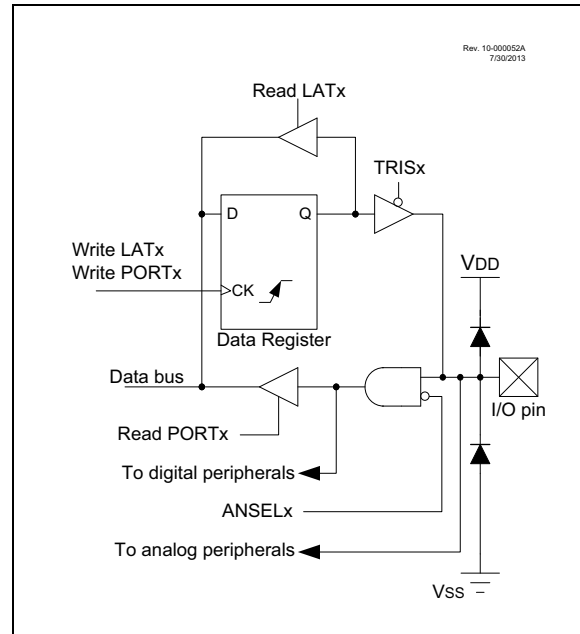 Rev. 10-000052A
7/30/2013
Read LATx
TRISx
D Q
Write LATx
Write PORTx
CK
VDD
Data Register
Data bus
I/O pin
Read PORTx
To digital peripherals
ANSELx
To analog peripherals
VSS